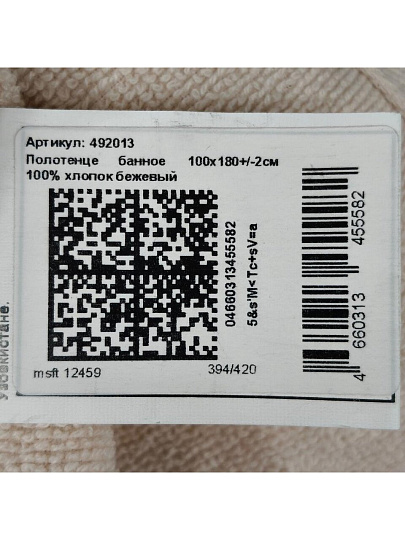 Артикул: 492013
Полотенце банное 100х180+/-2см
100% хлопок бежевый
04660313455582
5&s'M<Tc+sV=a
4 660313 455582
msft 12459
394/420
Узбекистане.